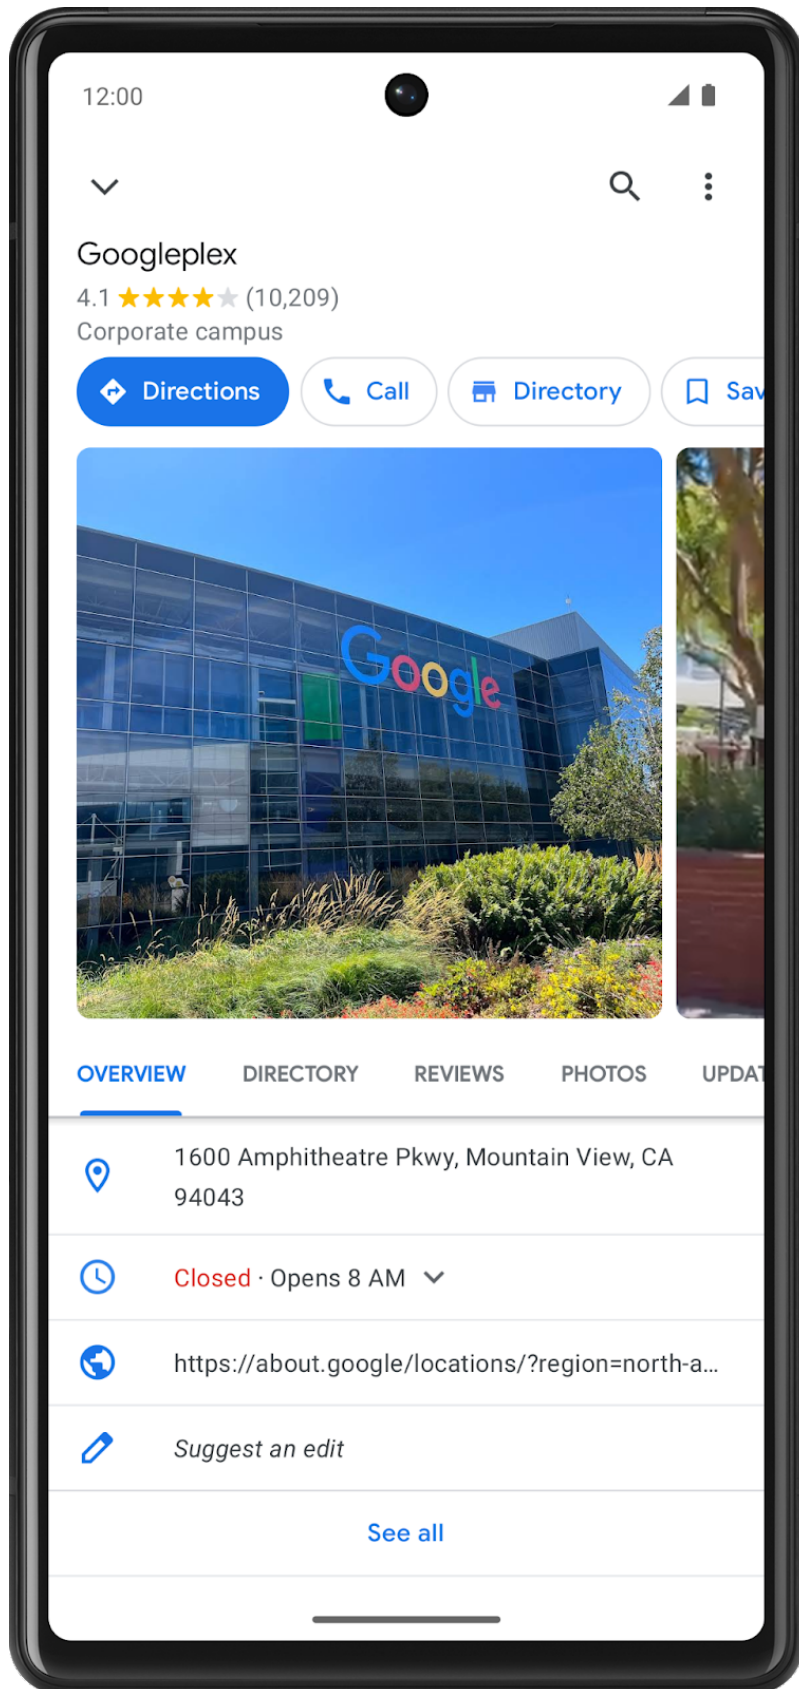 12:00
Googleplex
4.1 (10,209)
Corporate campus
Directions Call Directory Sav
Google
OVERVIEW DIRECTORY REVIEWS PHOTOS UPDAT
1600 Amphitheatre Pkwy, Mountain View, CA
94043
Closed · Opens 8 AM
https://about.google/locations/?region=north-a...
Suggest an edit
See all